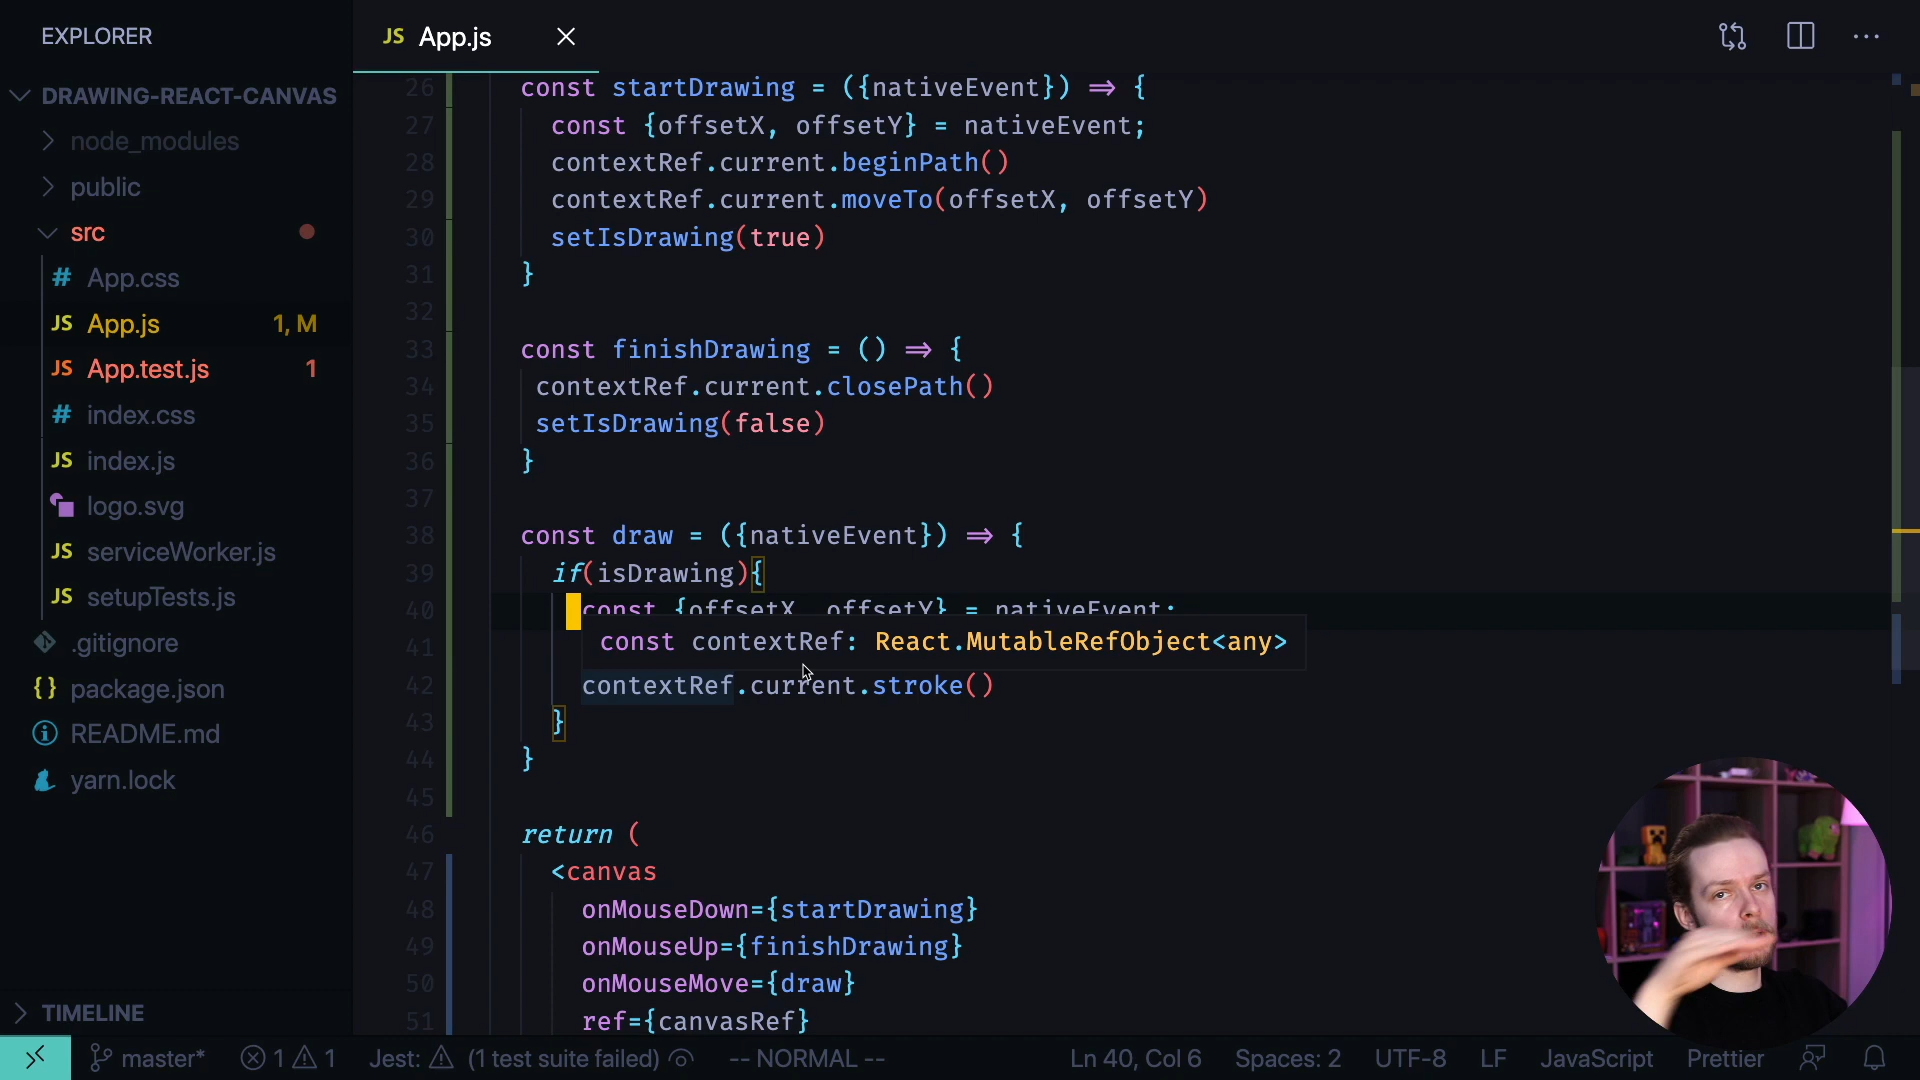 EXPLORER
DRAWING-REACT-CANVAS
node_modules
public
src
# App.css
JS App.js 1, M
JS App.test.js 1
# index.css
JS index.js
logo.svg
JS serviceWorker.js
JS setupTests.js
.gitignore
{} package.json
README.md
yarn.lock
TIMELINE
JS App.js
26 const startDrawing = ({nativeEvent}) => {
27 const {offsetX, offsetY} = nativeEvent;
28 contextRef.current.beginPath()
29 contextRef.current.moveTo(offsetX, offsetY)
30 setIsDrawing(true)
31 }
32
33 const finishDrawing = () => {
34 contextRef.current.closePath()
35 setIsDrawing(false)
36 }
37
38 const draw = ({nativeEvent}) => {
39 if(isDrawing){
40 const {offsetX, offsetY} = nativeEvent;
41 const contextRef: React.MutableRefObject<any>
42 contextRef.current.stroke()
43 }
44 }
45
46 return (
47 <canvas
48 onMouseDown={startDrawing}
49 onMouseUp={finishDrawing}
50 onMouseMove={draw}
51 ref={canvasRef}
master* 1 1 Jest: (1 test suite failed) -- NORMAL -- Ln 40, Col 6 Spaces: 2 UTF-8 LF JavaScript Prettier